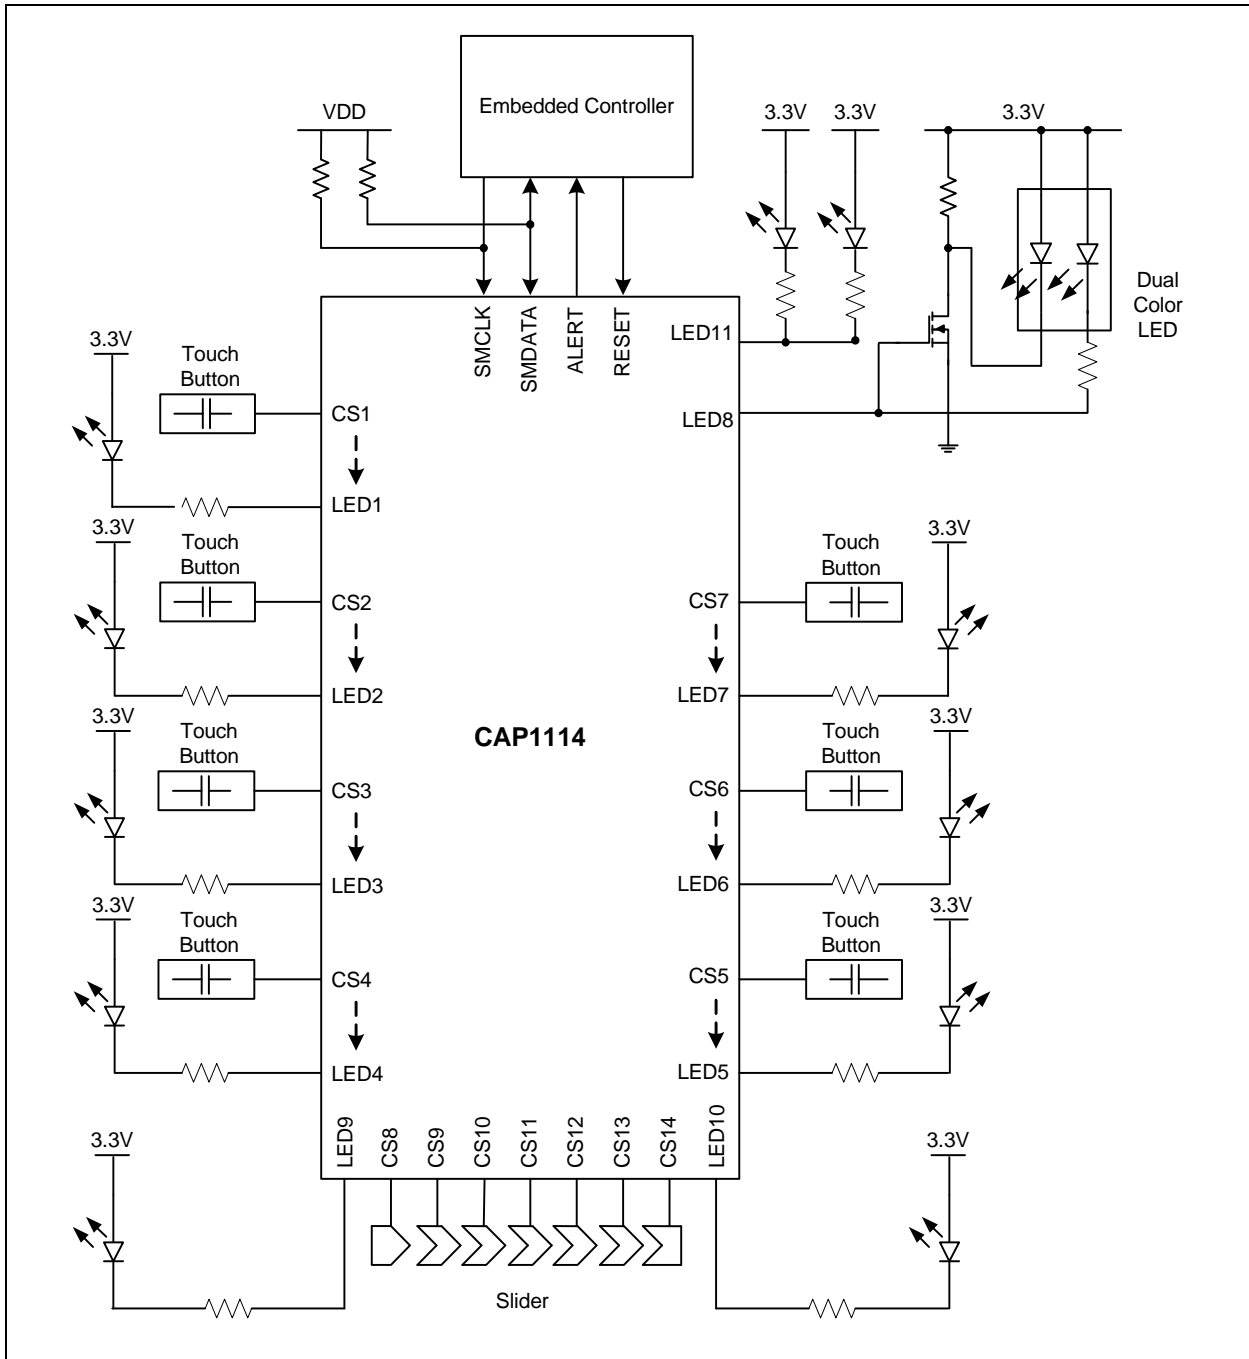 Embedded Controller
VDD
3.3V
3.3V
3.3V
Dual
Color
LED
SMCLK
SMDATA
ALERT
RESET
LED11
LED8
3.3V
Touch
Button
CS1
LED1
3.3V
Touch
Button
CS2
LED2
Touch
Button
3.3V
CS7
LED7
3.3V
Touch
Button
CS3
LED3
CAP1114
Touch
Button
3.3V
CS6
LED6
3.3V
Touch
Button
CS4
LED4
Touch
Button
3.3V
CS5
LED5
LED9
CS8
CS9
CS10
CS11
CS12
CS13
CS14
LED10
3.3V
3.3V
Slider